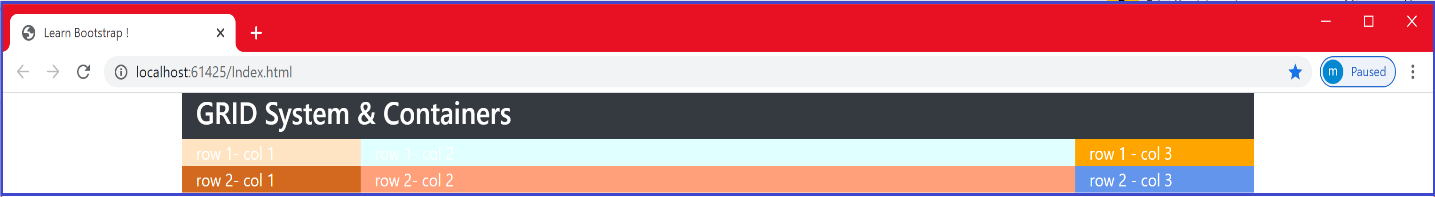 Learn Bootstrap !
localhost:61425/Index.html
m Paused
GRID System & Containers
row 1- col 1 row 1- col 2 row 1 - col 3
row 2- col 1 row 2- col 2 row 2 - col 3